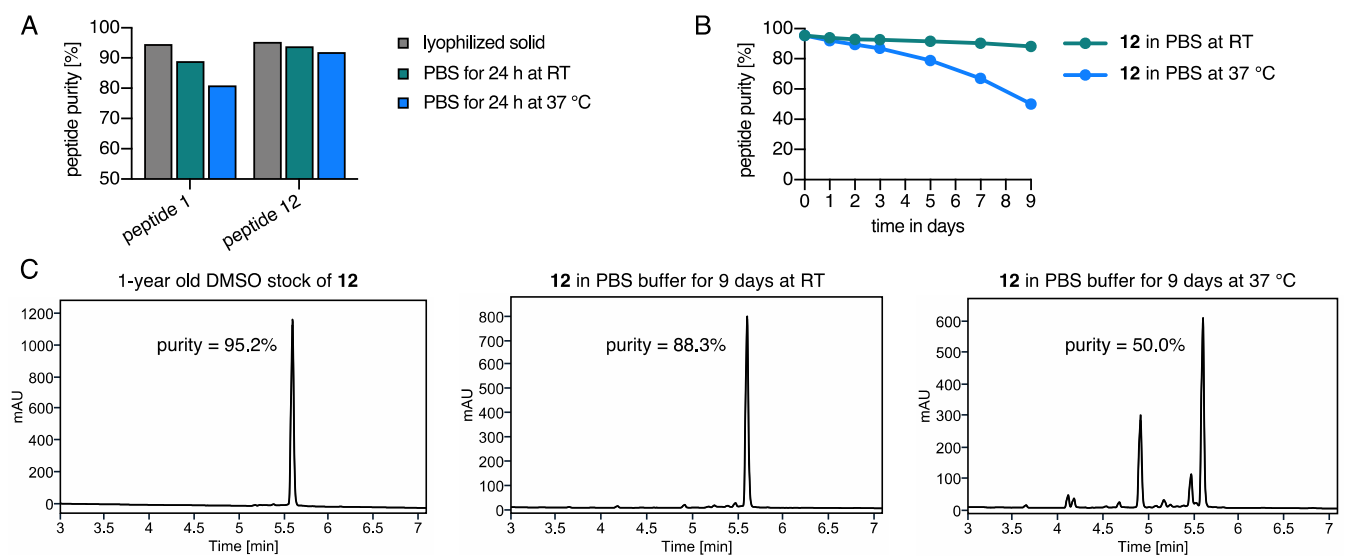 A
peptide purity [%]
100
90
80
70
60
50
peptide 1
peptide 12
lyophilized solid
PBS for 24 h at RT
PBS for 24 h at 37 °C
B
peptide purity [%]
100
80
60
40
20
0
0 1 2 3 4 5 6 7 8 9
time in days
12 in PBS at RT
12 in PBS at 37 °C
C
1-year old DMSO stock of 12
purity = 95.2%
mAU
1200
1000
800
600
400
200
0
3 3.5 4 4.5 5 5.5 6 6.5 7
Time [min]
12 in PBS buffer for 9 days at RT
purity = 88.3%
mAU
800
700
600
500
400
300
200
100
0
3 3.5 4 4.5 5 5.5 6 6.5 7
Time [min]
12 in PBS buffer for 9 days at 37 °C
purity = 50.0%
mAU
600
500
400
300
200
100
0
3 3.5 4 4.5 5 5.5 6 6.5 7
Time [min]